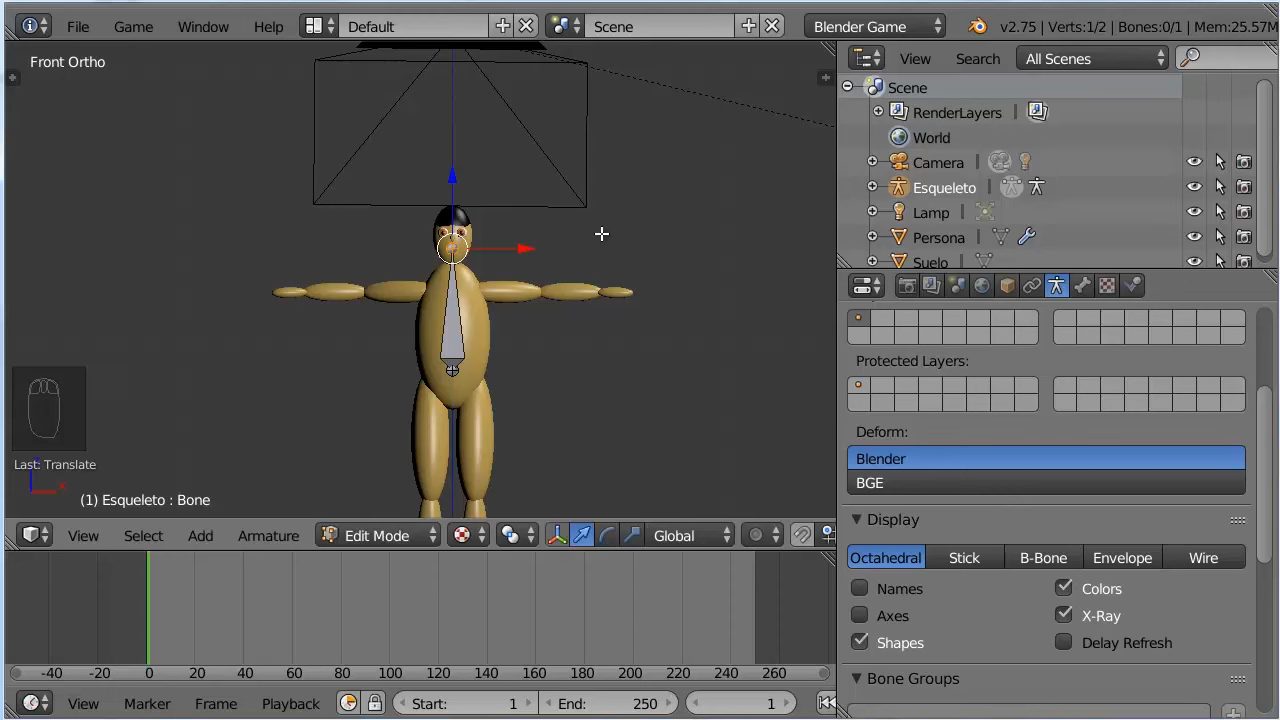 File Game Window Help Default Scene Blender Game v2.75 | Verts:1/2 | Bones:0/1 | Mem:25.57M
Front Ortho
View Search All Scenes
Scene
RenderLayers
World
Camera
Esqueleto
Lamp
Persona
Suelo
Protected Layers:
Deform:
Blender
BGE
Display
Octahedral Stick B-Bone Envelope Wire
Names Colors
Axes X-Ray
Shapes Delay Refresh
Bone Groups
Last: Translate
z
x
(1) Esqueleto : Bone
View Select Add Armature Edit Mode Global
-40 -20 0 20 40 60 80 100 120 140 160 180 200 220 240 260
View Marker Frame Playback Start: 1 End: 250 1